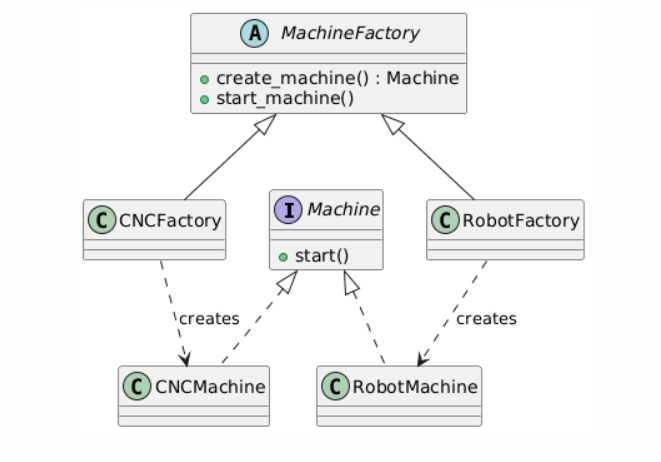 A MachineFactory
create_machine() : Machine
start_machine()
C CNCFactory
I Machine
C RobotFactory
start()
creates
creates
C CNCMachine
C RobotMachine